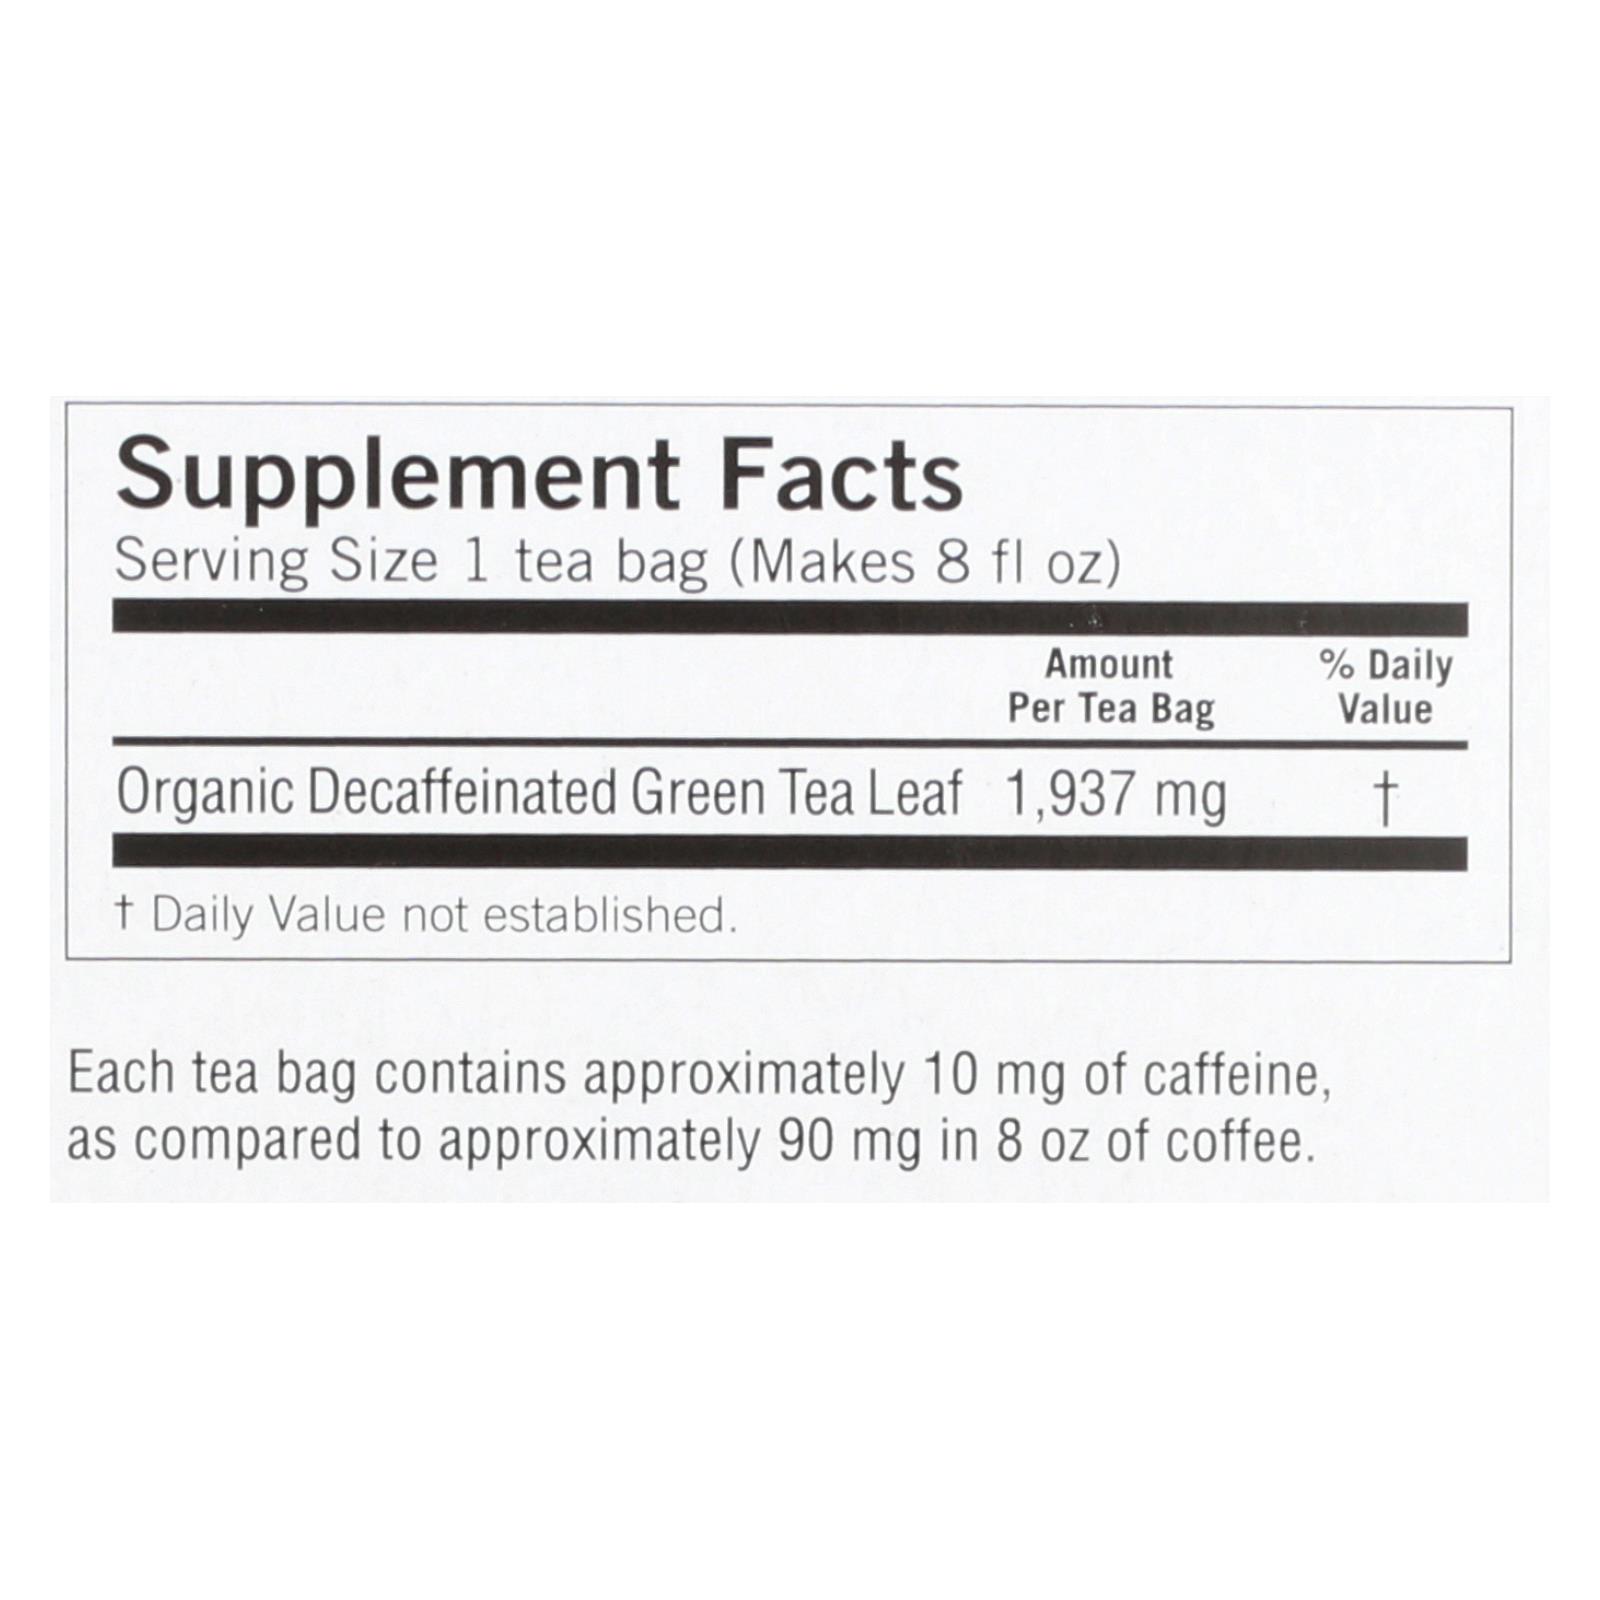 Supplement Facts
Serving Size 1 tea bag (Makes 8 fl oz)
Amount Per Tea Bag % Daily Value
Organic Decaffeinated Green Tea Leaf 1,937 mg †
† Daily Value not established.
Each tea bag contains approximately 10 mg of caffeine,
as compared to approximately 90 mg in 8 oz of coffee.